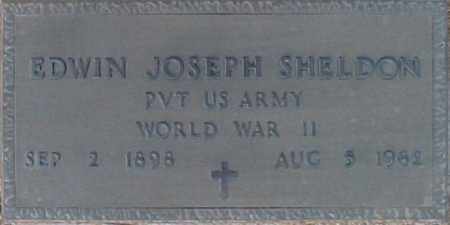 EDWIN JOSEPH SHELDON
PVT US ARMY
WORLD WAR II
SEP 2 1898 AUG 5 1982